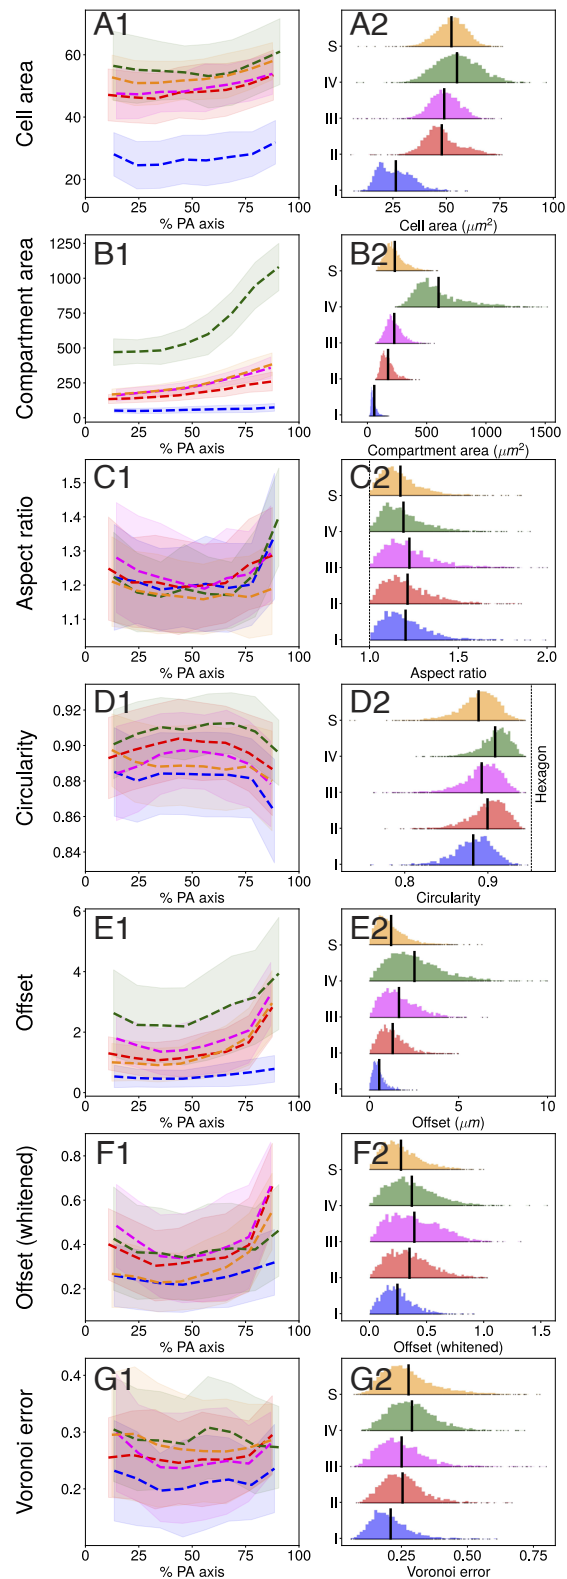 A1
Cell area
60
40
20
0
25
50
75
100
% PA axis
A2
S
IV
III
II
I
25
50
75
100
Cell area (μm²)
B1
Compartment area
1250
1000
750
500
250
0
0
25
50
75
100
% PA axis
B2
S
IV
III
II
I
0
500
1000
1500
Compartment area (μm²)
C1
Aspect ratio
1.5
1.4
1.3
1.2
1.1
0
25
50
75
100
% PA axis
C2
S
IV
III
II
I
1.0
1.5
2.0
Aspect ratio
D1
Circularity
0.92
0.90
0.88
0.86
0.84
0
25
50
75
100
% PA axis
D2
S
IV
III
II
I
Hexagon
0.8
0.9
Circularity
E1
Offset
6
4
2
0
0
25
50
75
100
% PA axis
E2
S
IV
III
II
I
0
5
10
Offset (μm)
F1
Offset (whitened)
0.8
0.6
0.4
0.2
0
25
50
75
100
% PA axis
F2
S
IV
III
II
I
0.0
0.5
1.0
1.5
Offset (whitened)
G1
Voronoi error
0.4
0.3
0.2
0
25
50
75
100
% PA axis
G2
S
IV
III
II
I
0.25
0.50
0.75
Voronoi error